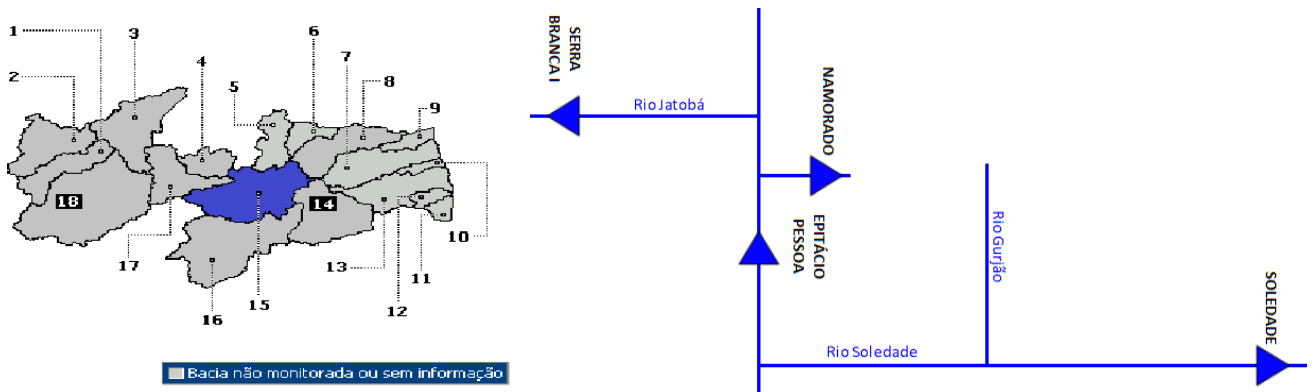 1
2
3
4
5
6
7
8
9
10
11
12
13
14
15
16
17
18
Bacia não monitorada ou sem informação
SERRA
BRANCA I
Rio Jatobá
NAMORADO
EPITÁCIO
PESSOA
Rio Gurjão
Rio Soledade
SOLEDADE